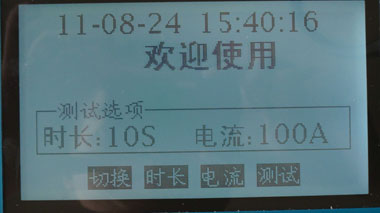 11-08-24 15:40:16
欢迎使用
测试选项
时长:10S 电流:100A
切换 时长 电流 测试